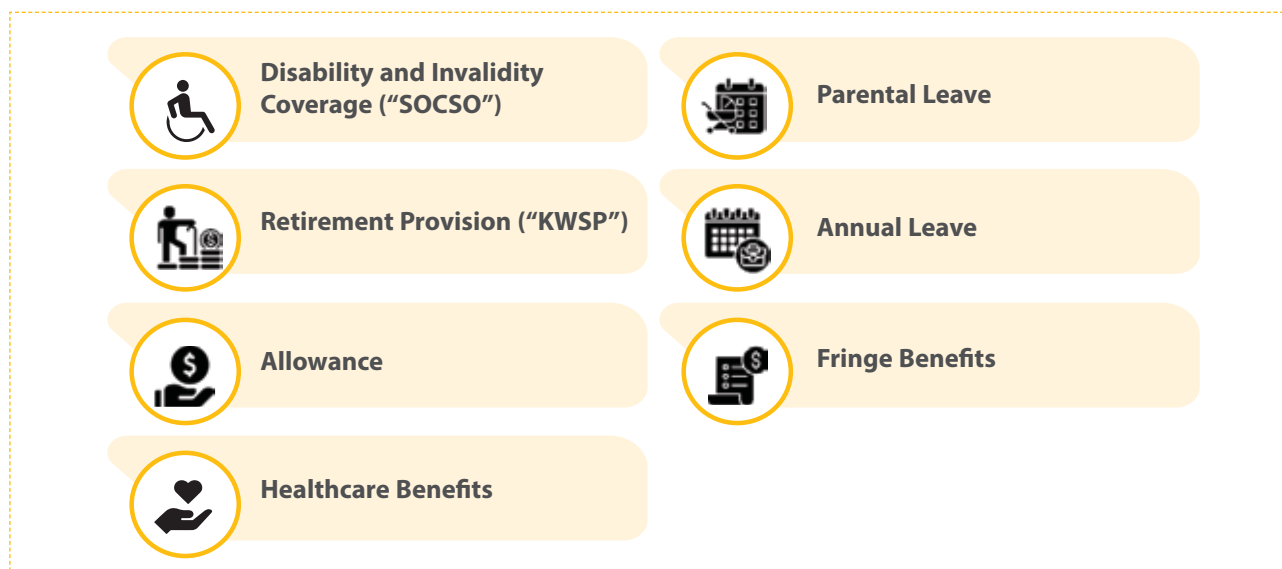 Disability and Invalidity
Coverage (“SOCSO”)
Retirement Provision (“KWSP”)
Allowance
Healthcare Benefits
Parental Leave
Annual Leave
Fringe Benefits